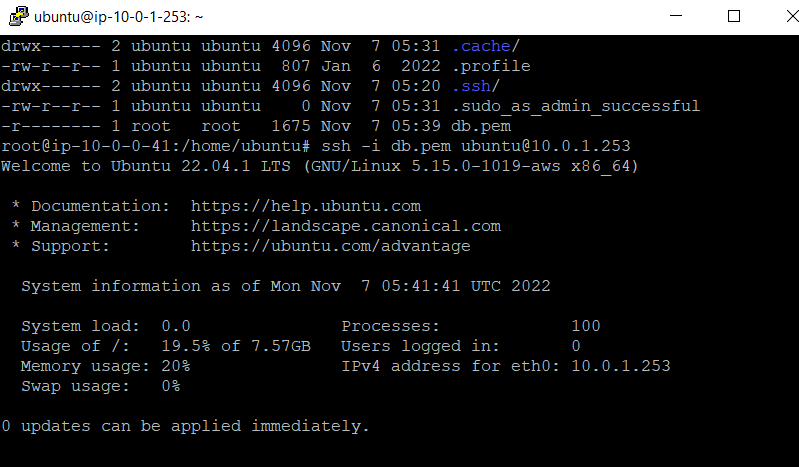 ubuntu@ip-10-0-1-253: ~
drwx------ 2 ubuntu ubuntu 4096 Nov  7 05:31 .cache/
-rw-r--r-- 1 ubuntu ubuntu  807 Jan  6  2022 .profile
drwx------ 2 ubuntu ubuntu 4096 Nov  7 05:20 .ssh/
-rw-r--r-- 1 ubuntu ubuntu    0 Nov  7 05:31 .sudo_as_admin_successful
-r-------- 1 root   root   1675 Nov  7 05:39 db.pem
root@ip-10-0-0-41:/home/ubuntu# ssh -i db.pem ubuntu@10.0.1.253
Welcome to Ubuntu 22.04.1 LTS (GNU/Linux 5.15.0-1019-aws x86_64)
 * Documentation:  https://help.ubuntu.com
 * Management:     https://landscape.canonical.com
 * Support:        https://ubuntu.com/advantage
  System information as of Mon Nov  7 05:41:41 UTC 2022
  System load:  0.0               Processes:             100
  Usage of /:   19.5% of 7.57GB   Users logged in:       0
  Memory usage: 20%               IPv4 address for eth0: 10.0.1.253
  Swap usage:   0%
0 updates can be applied immediately.